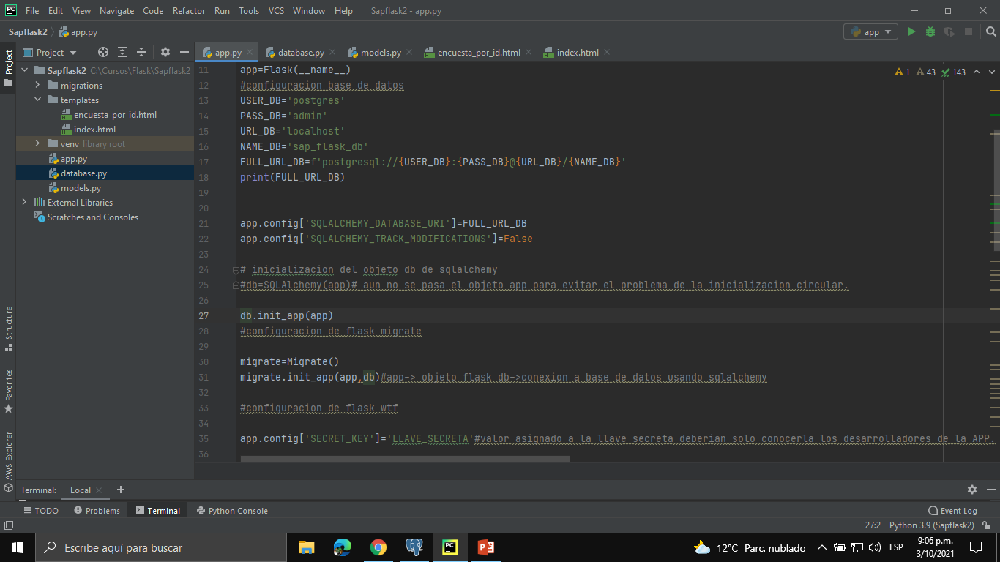 PC File Edit View Navigate Code Refactor Run Tools VCS Window Help Sapflask2 - app.py
Sapflask2 app.py app
Project app.py database.py models.py encuesta_por_id.html index.html
Project
Sapflask2 C:\Cursos\Flask\Sapflask2
migrations
templates
encuesta_por_id.html
index.html
venv library root
app.py
database.py
models.py
External Libraries
Scratches and Consoles
Structure
Favorites
AWS Explorer
1 43 143
11 app=Flask(__name__)
12 #configuracion base de datos
13 USER_DB='postgres'
14 PASS_DB='admin'
15 URL_DB='localhost'
16 NAME_DB='sap_flask_db'
17 FULL_URL_DB=f'postgresql://{USER_DB}:{PASS_DB}@{URL_DB}/{NAME_DB}'
18 print(FULL_URL_DB)
19
20
21 app.config['SQLALCHEMY_DATABASE_URI']=FULL_URL_DB
22 app.config['SQLALCHEMY_TRACK_MODIFICATIONS']=False
23
24 # inicializacion del objeto db de sqlalchemy
25 #db=SQLAlchemy(app)# aun no se pasa el objeto app para evitar el problema de la inicializacion circular.
26
27 db.init_app(app)
28 #configuracion de flask migrate
29
30 migrate=Migrate()
31 migrate.init_app(app,db)#app-> objeto flask db->conexion a base de datos usando sqlalchemy
32
33 #configuracion de flask wtf
34
35 app.config['SECRET_KEY']='LLAVE_SECRETA'#valor asignado a la llave secreta deberian solo conocerla los desarrolladores de la APP.
36
Terminal: Local
TODO Problems Terminal Python Console Event Log
27:2 Python 3.9 (Sapflask2)
Escribe aquí para buscar
PC
12°C Parc. nublado
ESP
9:06 p.m.
3/10/2021